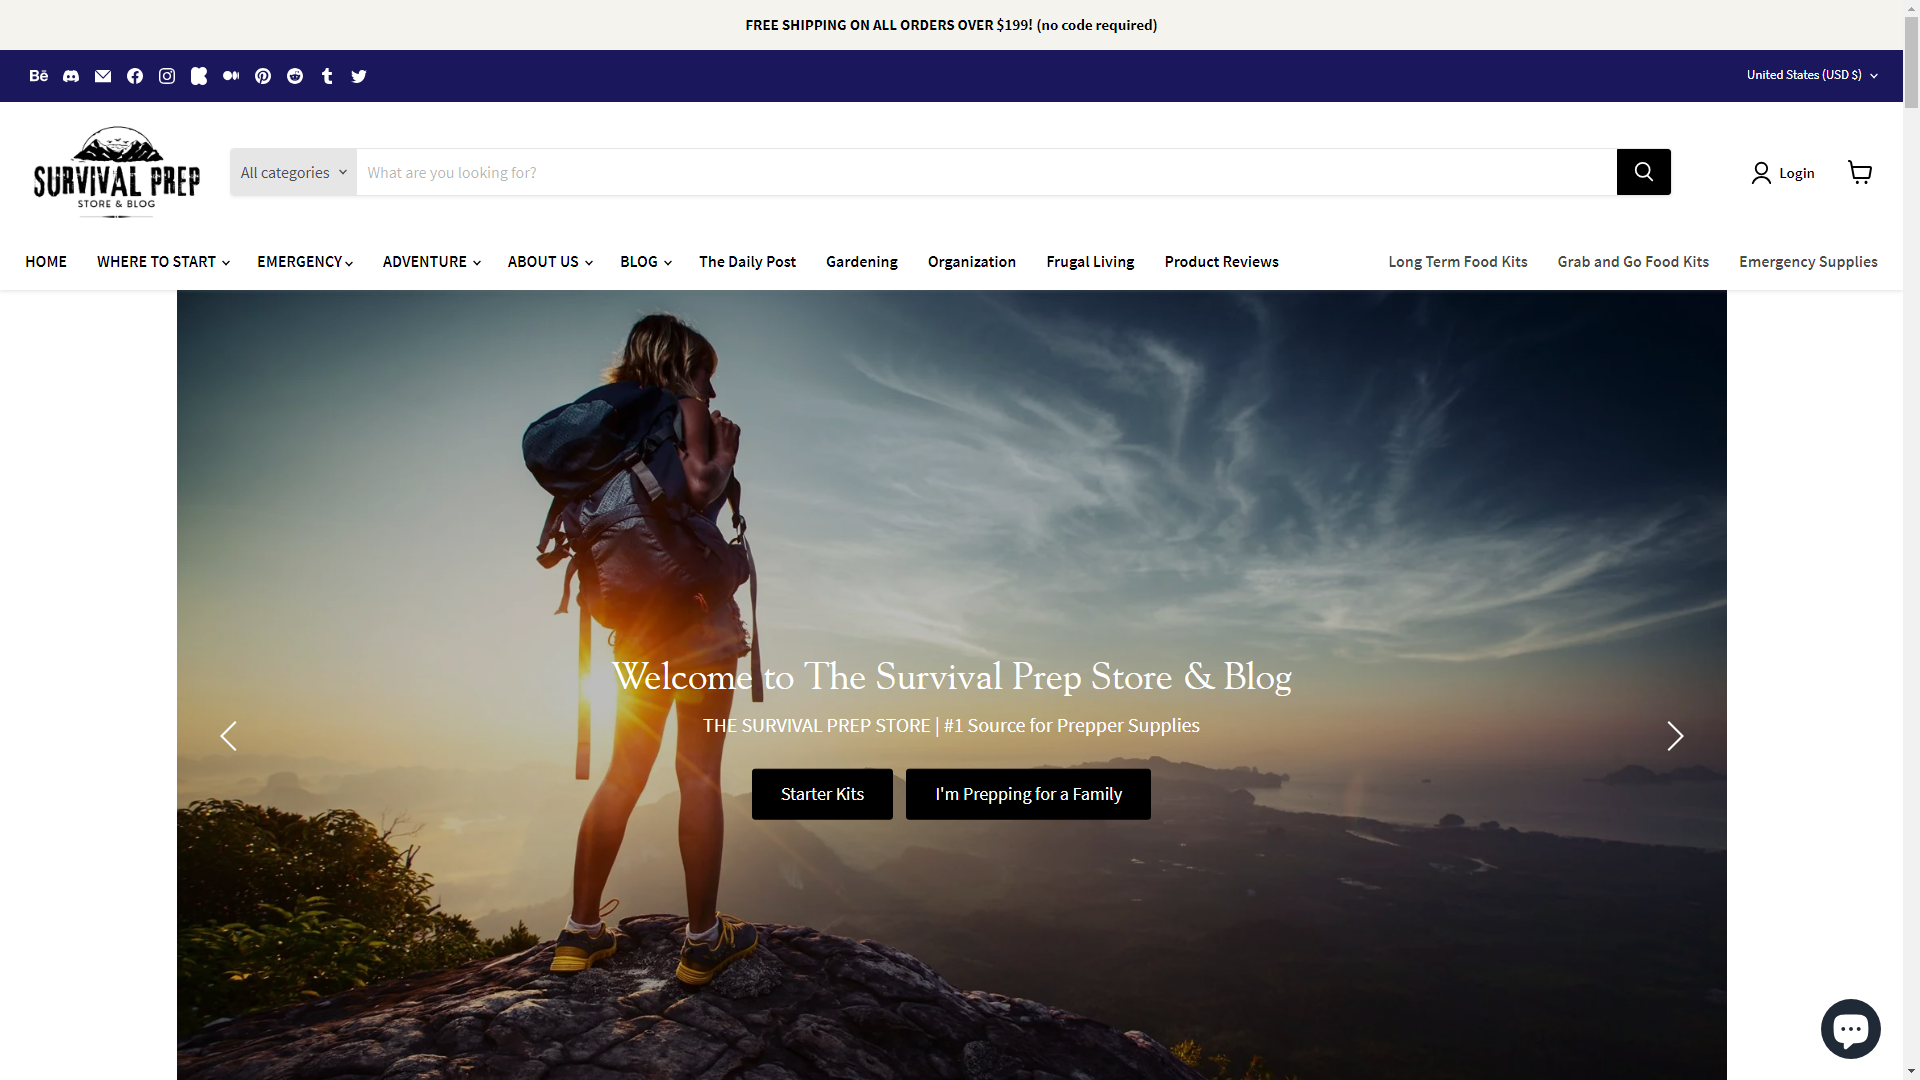 FREE SHIPPING ON ALL ORDERS OVER $199! (no code required)
Bē
United States (USD $)
SURVIVAL PREP
STORE & BLOG
All categories
What are you looking for?
Login
HOME WHERE TO START EMERGENCY ADVENTURE ABOUT US BLOG The Daily Post Gardening Organization Frugal Living Product Reviews Long Term Food Kits Grab and Go Food Kits Emergency Supplies
Welcome to The Survival Prep Store & Blog
THE SURVIVAL PREP STORE | #1 Source for Prepper Supplies
Starter Kits I'm Prepping for a Family